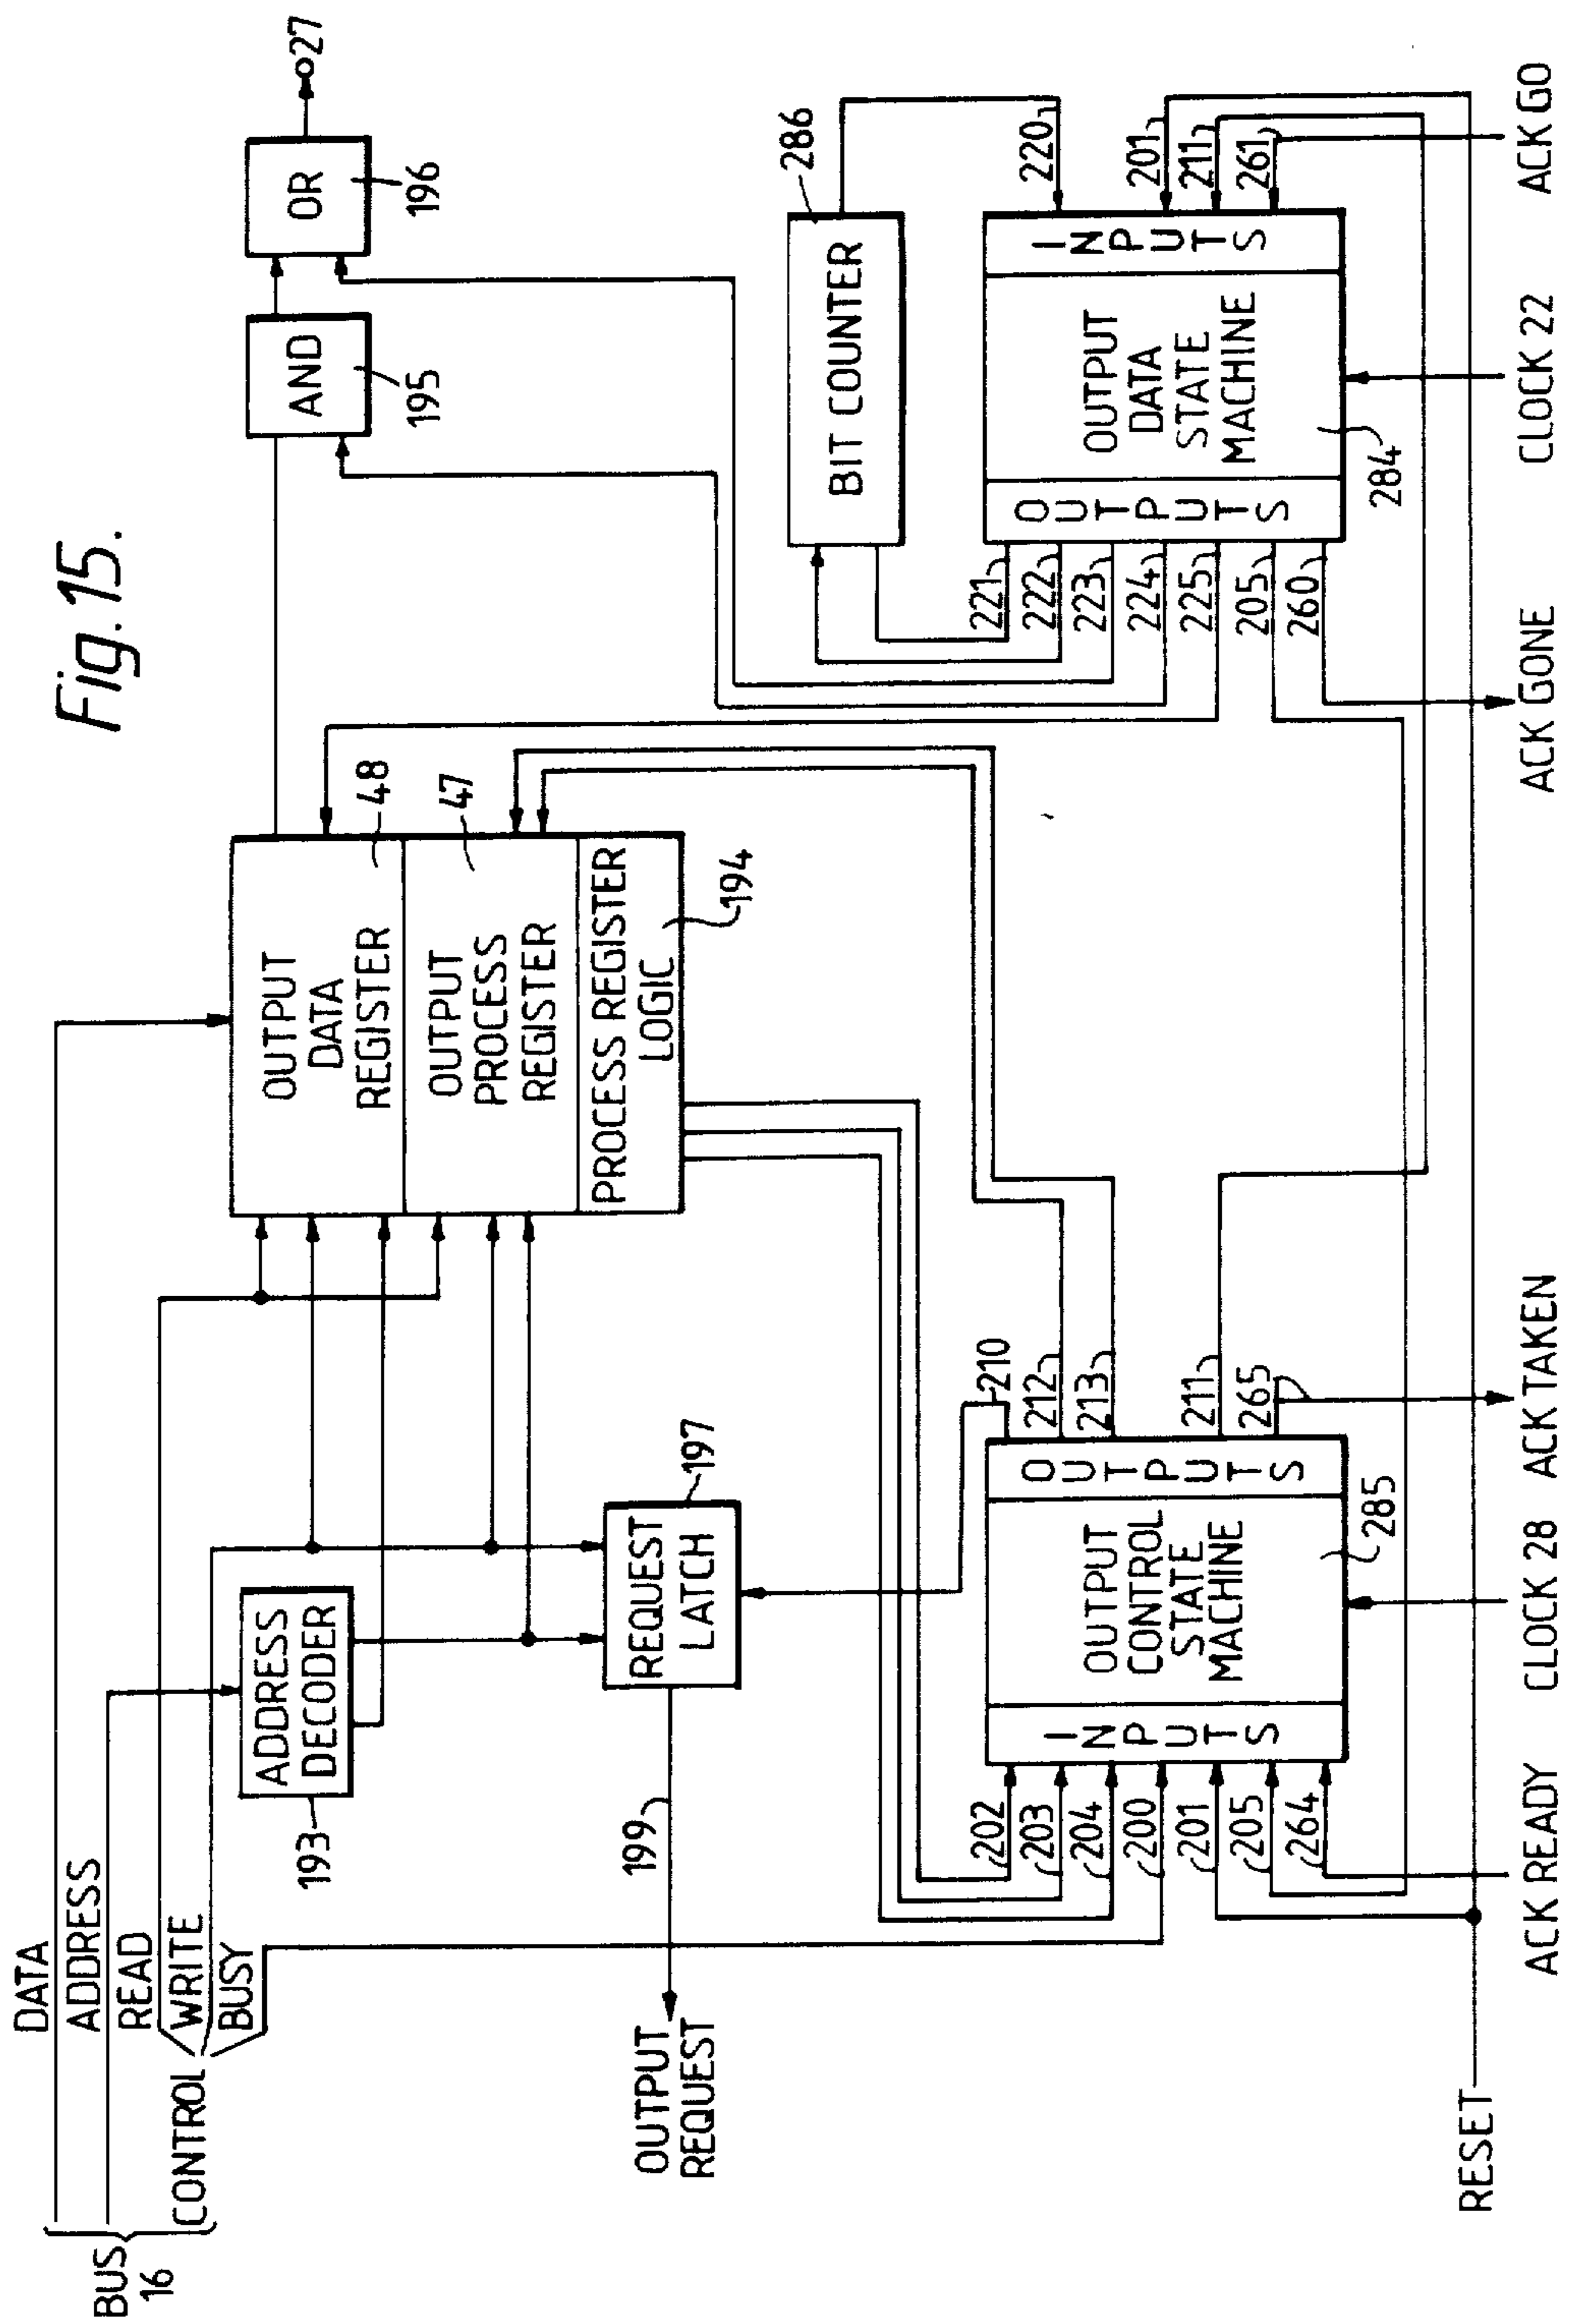 Fig. 15.
BUS
16
DATA
ADDRESS
CONTROL
READ
WRITE
BUSY
ADDRESS
DECODER
193
OUTPUT
DATA
REGISTER
48
OUTPUT
PROCESS
REGISTER
47
PROCESS REGISTER
LOGIC
194
AND
195
OR
196
27
OUTPUT
REQUEST
199
REQUEST
LATCH
197
BIT COUNTER
286
202
203
204
200
201
205
264
INPUTS
OUTPUT
CONTROL
STATE
MACHINE
OUTPUTS
285
210
212
213
211
265
221
222
223
224
225
205
260
OUTPUTS
OUTPUT
DATA
STATE
MACHINE
INPUTS
284
220
201
211
261
RESET
ACK READY
CLOCK 28
ACK TAKEN
ACK GONE
CLOCK 22
ACK GO